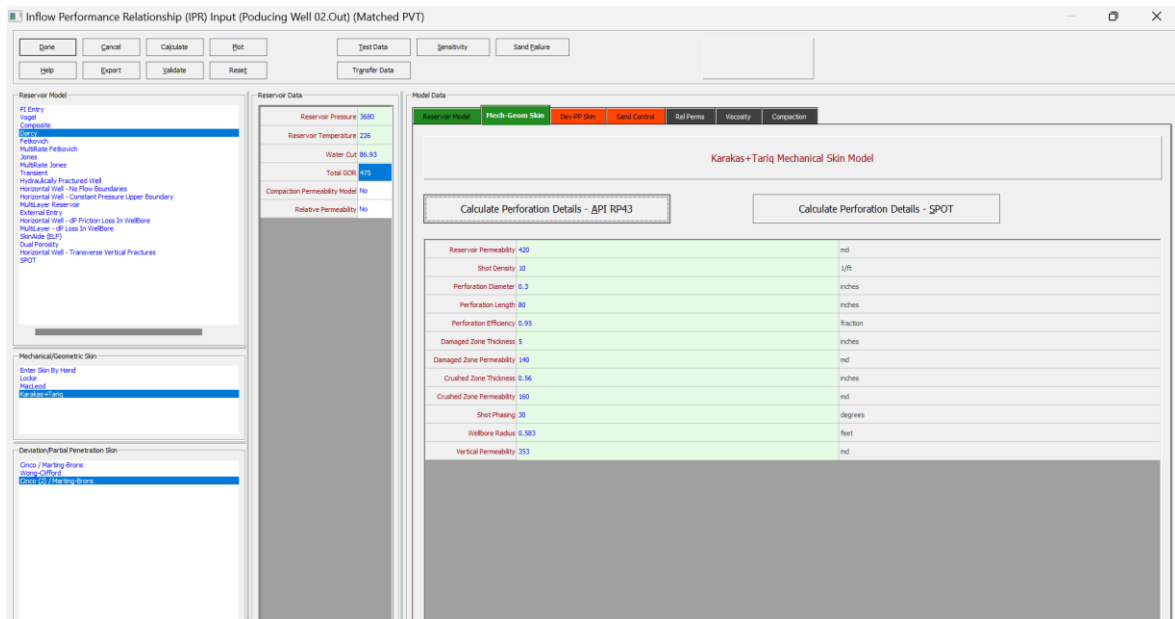 Inflow Performance Relationship (IPR) Input (Poducing Well 02.Out) (Matched PVT)
Done Cancel Calculate Plot Test Data Sensitivity Sand Failure
Help Export Validate Reset Transfer Data
Reservoir Model
PI Entry
Vogel
Composite
Darcy
Fetkovich
MultiRate Fetkovich
Jones
MultiRate Jones
Transient
Hydraulically Fractured Well
Horizontal Well - No Flow Boundaries
Horizontal Well - Constant Pressure Upper Boundary
MultiLayer Reservoir
External Entry
Horizontal Well - dP Friction Loss In WellBore
MultiLayer - dP Loss In WellBore
SkinAide (ELF)
Dual Porosity
Horizontal Well - Transverse Vertical Fractures
SPOT
Mechanical/Geometric Skin
Enter Skin By Hand
Locke
MacLeod
Karakas+Tariq
Deviation/Partial Penetration Skin
Cinco / Marting-Brons
Wong-Clifford
Cinco (2) / Marting-Brons
Reservoir Data
Reservoir Pressure 3680
Reservoir Temperature 226
Water Cut 86.93
Total GOR 475
Compaction Permeability Model No
Relative Permeability No
Model Data
Reservoir Model Mech-Geom Skin Dev-PP Skin Sand Control Rel Perms Viscosity Compaction
Karakas+Tariq Mechanical Skin Model
Calculate Perforation Details - API RP43 Calculate Perforation Details - SPOT
Reservoir Permeability 420 md
Shot Density 10 1/ft
Perforation Diameter 0.3 inches
Perforation Length 80 inches
Perforation Efficiency 0.95 fraction
Damaged Zone Thickness 5 inches
Damaged Zone Permeability 140 md
Crushed Zone Thickness 0.56 inches
Crushed Zone Permeability 160 md
Shot Phasing 30 degrees
Wellbore Radius 0.583 feet
Vertical Permeability 353 md